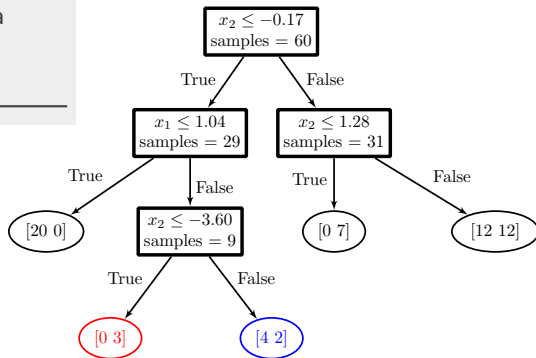 a
x₂ ≤ −0.17
samples = 60
True
False
x₁ ≤ 1.04
samples = 29
x₂ ≤ 1.28
samples = 31
True
False
True
False
[20 0]
x₂ ≤ −3.60
samples = 9
[0 7]
[12 12]
True
False
[0 3]
[4 2]